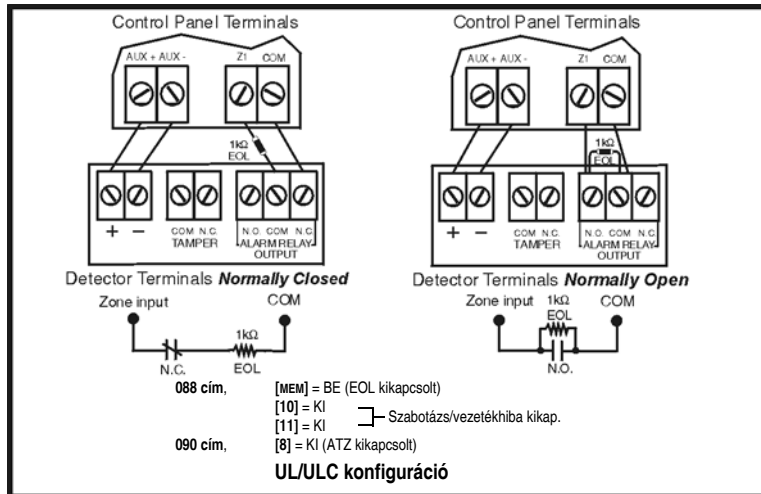 Control Panel Terminals
AUX + AUX - Z1 COM
1kΩ
EOL
+ − COM N.C. N.O. COM N.C.
TAMPER ALARM RELAY
OUTPUT
Detector Terminals Normally Closed
Zone input COM
1kΩ
N.C. EOL
Control Panel Terminals
AUX + AUX - Z1 COM
1kΩ
EOL
+ − COM N.C. N.O. COM N.C.
TAMPER ALARM RELAY
OUTPUT
Detector Terminals Normally Open
Zone input 1kΩ COM
EOL
N.O.
088 cím, [MEM] = BE (EOL kikapcsolt)
[10] = KI
[11] = KI
Szabotázs/vezetékhiba kikap.
090 cím, [8] = KI (ATZ kikapcsolt)
UL/ULC konfiguráció